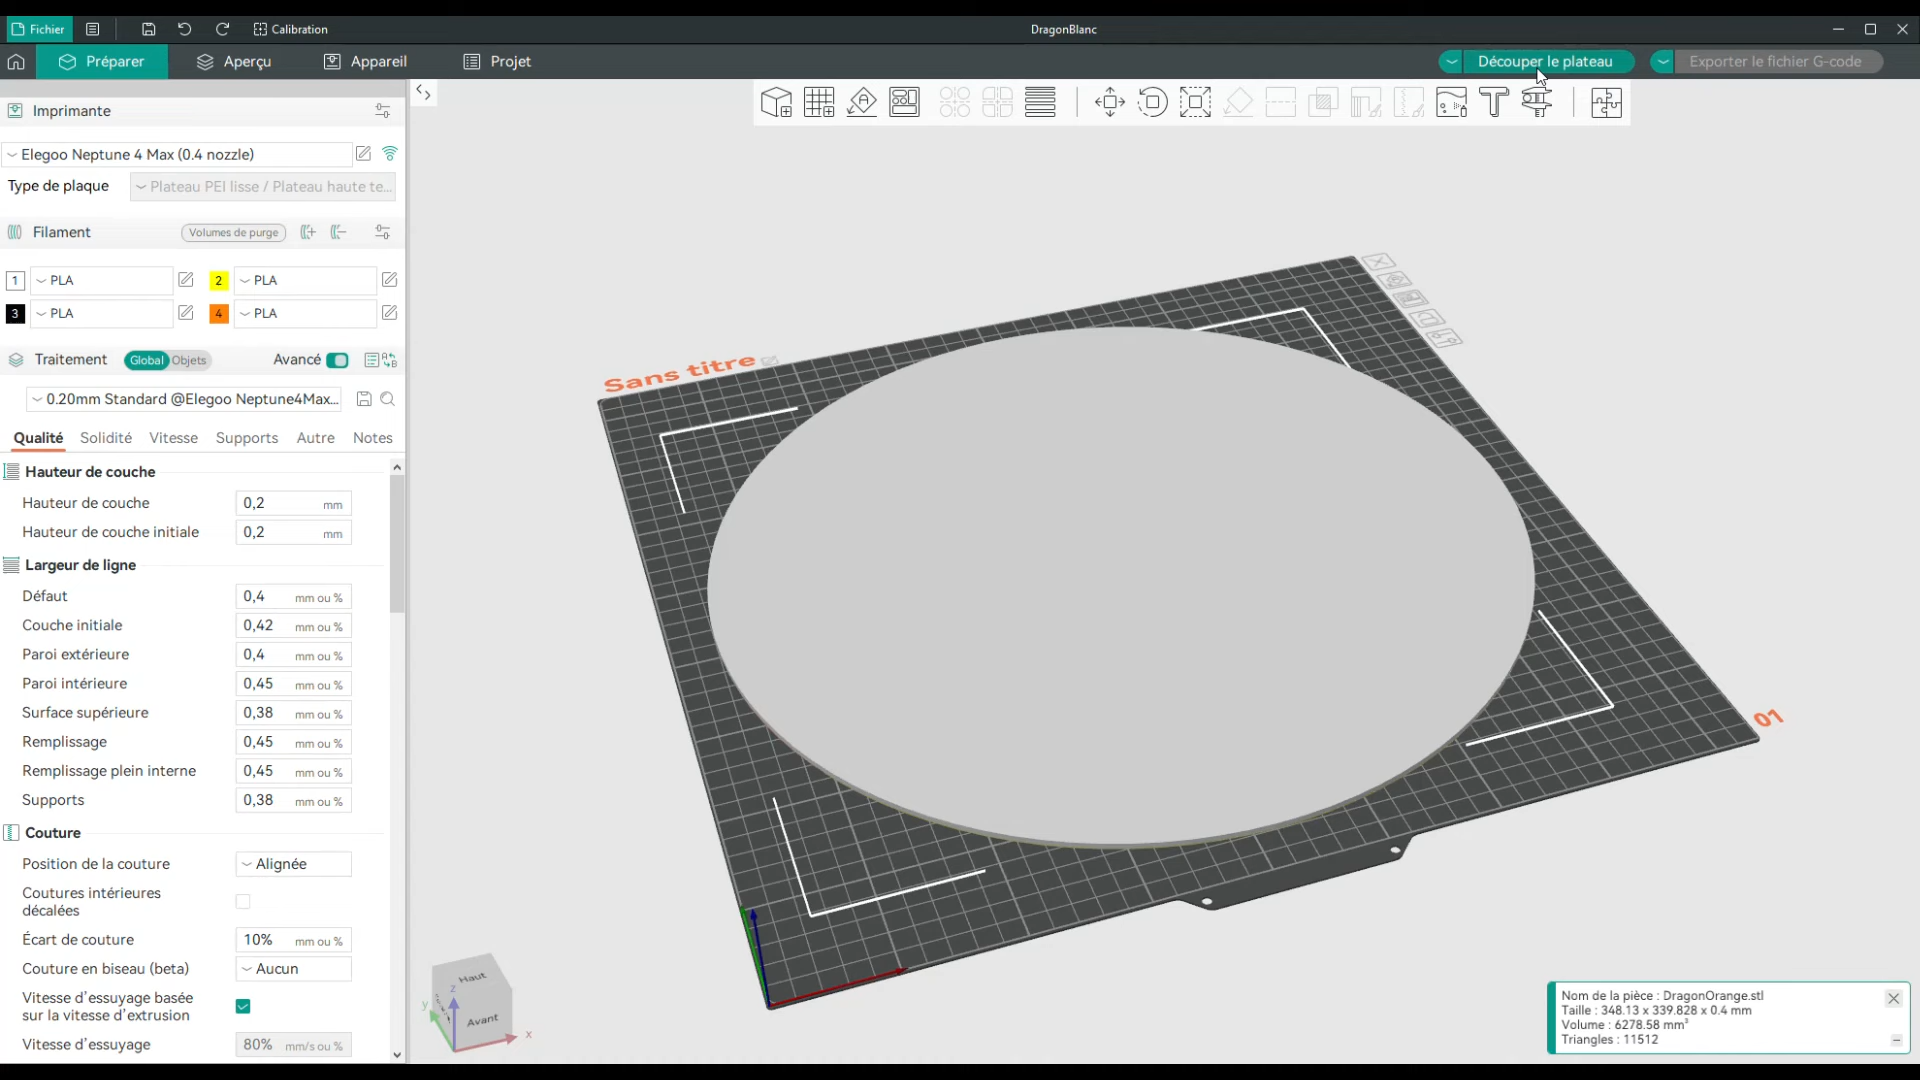 Fichier
Calibration
DragonBlanc
Préparer
Aperçu
Appareil
Projet
Découper le plateau
Exporter le fichier G-code
Imprimante
Elegoo Neptune 4 Max (0.4 nozzle)
Type de plaque
Plateau PEI lisse / Plateau haute te...
Filament
Volumes de purge
1 PLA
2 PLA
3 PLA
4 PLA
Traitement
Global
Objets
Avancé
0.20mm Standard @Elegoo Neptune4Max...
Qualité
Solidité
Vitesse
Supports
Autre
Notes
Hauteur de couche
Hauteur de couche 0,2 mm
Hauteur de couche initiale 0,2 mm
Largeur de ligne
Défaut 0,4 mm ou %
Couche initiale 0,42 mm ou %
Paroi extérieure 0,4 mm ou %
Paroi intérieure 0,45 mm ou %
Surface supérieure 0,38 mm ou %
Remplissage 0,45 mm ou %
Remplissage plein interne 0,45 mm ou %
Supports 0,38 mm ou %
Couture
Position de la couture Alignée
Coutures intérieures
décalées
Écart de couture 10% mm ou %
Couture en biseau (beta) Aucun
Vitesse d'essuyage basée
sur la vitesse d'extrusion
Vitesse d'essuyage 80% mm/s ou %
Sans titre
01
Haut
Avant
z
y
x
Nom de la pièce : DragonOrange.stl
Taille : 348.13 x 339.828 x 0.4 mm
Volume : 6278.58 mm³
Triangles : 11512